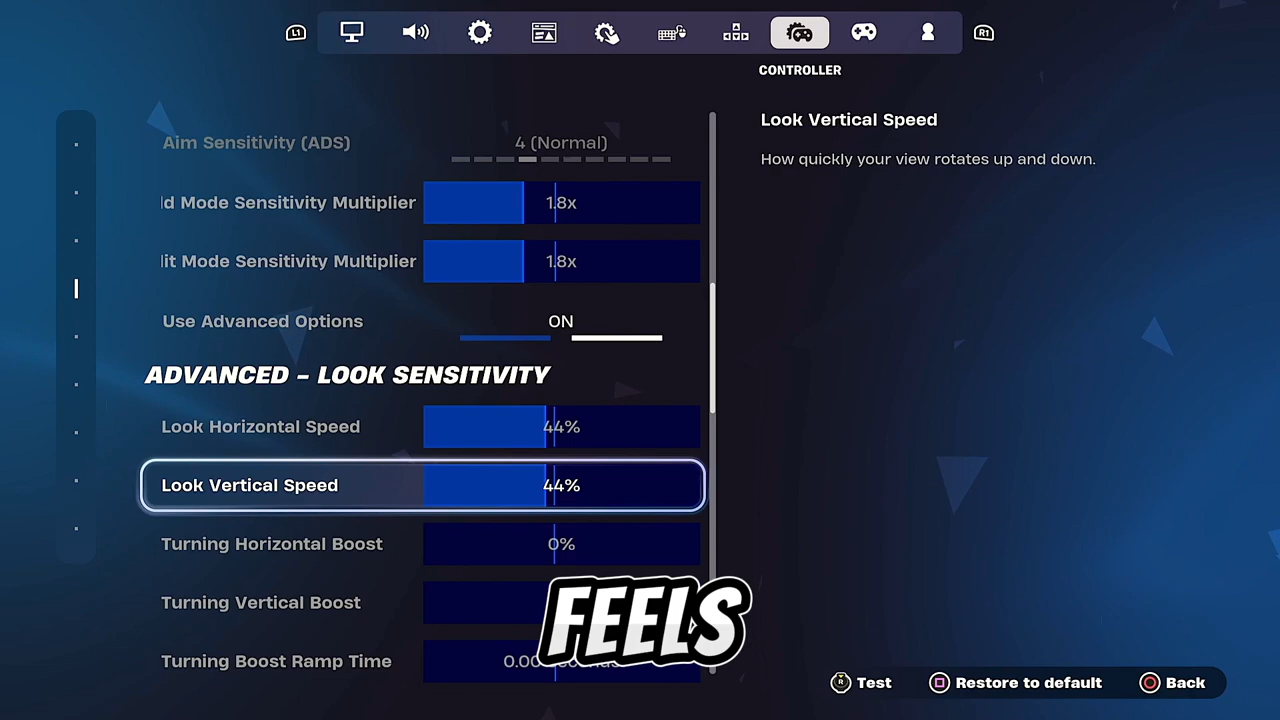 L1
R1
CONTROLLER
Look Vertical Speed
How quickly your view rotates up and down.
Aim Sensitivity (ADS)
4 (Normal)
ld Mode Sensitivity Multiplier
1.8x
lit Mode Sensitivity Multiplier
1.8x
Use Advanced Options
ON
ADVANCED – LOOK SENSITIVITY
Look Horizontal Speed
44%
Look Vertical Speed
44%
Turning Horizontal Boost
0%
Turning Vertical Boost
FEELS
Turning Boost Ramp Time
R
Test
Restore to default
Back